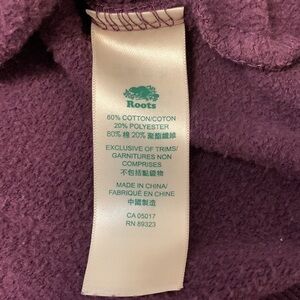 Roots
80% COTTON/COTON
20% POLYESTER
80% 棉 20% 聚酯纖維
EXCLUSIVE OF TRIMS/
GARNITURES NON
COMPRISES
不包括點綴物
MADE IN CHINA/
FABRIQUÉ EN CHINE
中國製造
CA 05017
RN 89323